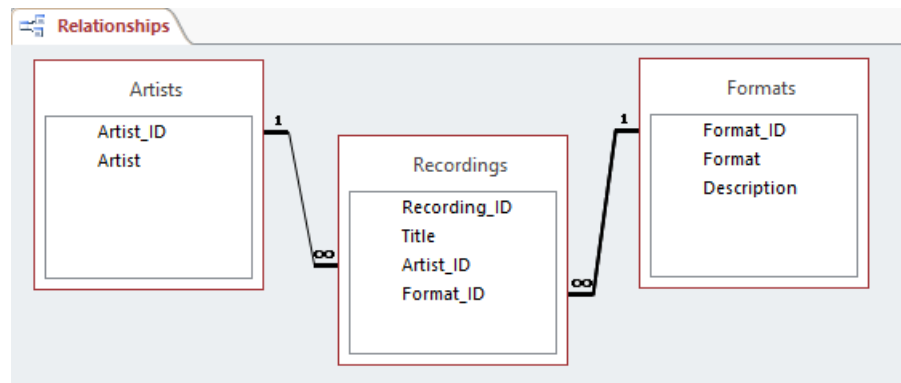 Relationships
Artists
Artist_ID
Artist
1
∞
Recordings
Recording_ID
Title
Artist_ID
Format_ID
1
∞
Formats
Format_ID
Format
Description